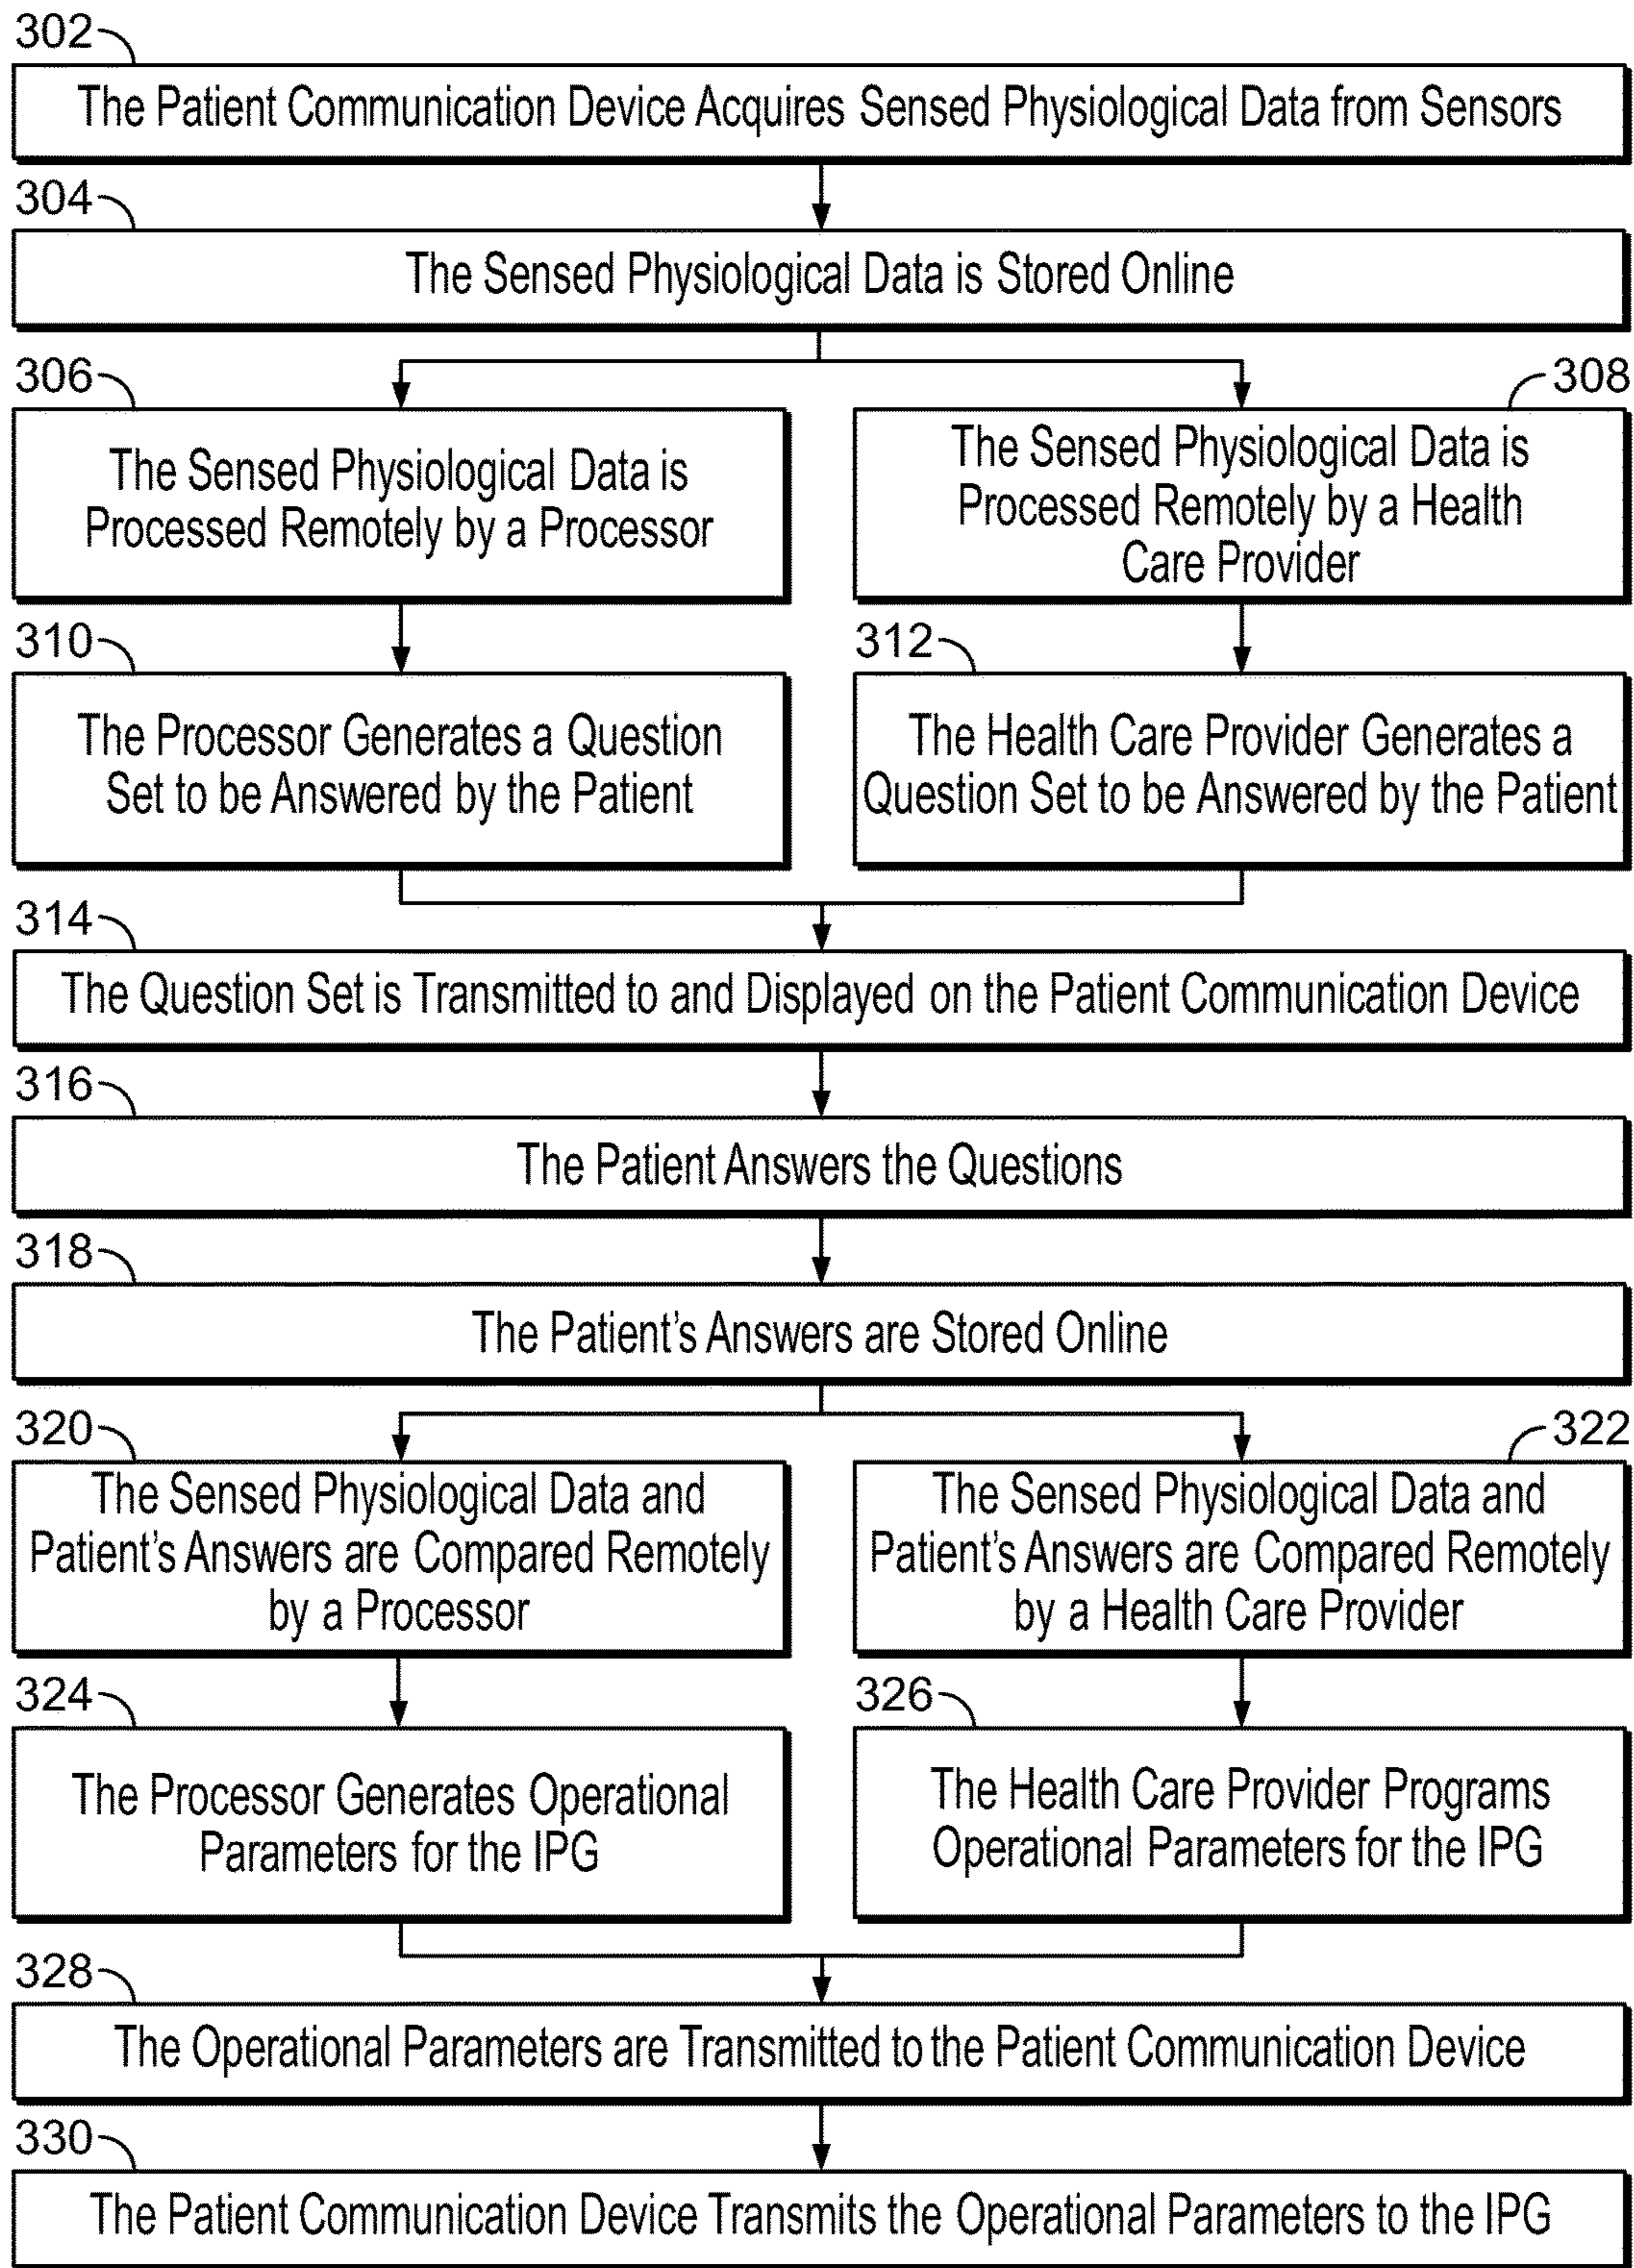 302
The Patient Communication Device Acquires Sensed Physiological Data from Sensors
304
The Sensed Physiological Data is Stored Online
306
The Sensed Physiological Data is
Processed Remotely by a Processor
308
The Sensed Physiological Data is
Processed Remotely by a Health
Care Provider
310
The Processor Generates a Question
Set to be Answered by the Patient
312
The Health Care Provider Generates a
Question Set to be Answered by the Patient
314
The Question Set is Transmitted to and Displayed on the Patient Communication Device
316
The Patient Answers the Questions
318
The Patient's Answers are Stored Online
320
The Sensed Physiological Data and
Patient's Answers are Compared Remotely
by a Processor
322
The Sensed Physiological Data and
Patient's Answers are Compared Remotely
by a Health Care Provider
324
The Processor Generates Operational
Parameters for the IPG
326
The Health Care Provider Programs
Operational Parameters for the IPG
328
The Operational Parameters are Transmitted to the Patient Communication Device
330
The Patient Communication Device Transmits the Operational Parameters to the IPG